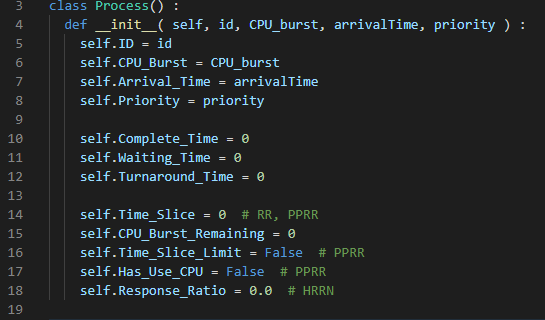 3 class Process() :
4 def __init__( self, id, CPU_burst, arrivalTime, priority ) :
5 self.ID = id
6 self.CPU_Burst = CPU_burst
7 self.Arrival_Time = arrivalTime
8 self.Priority = priority
9
10 self.Complete_Time = 0
11 self.Waiting_Time = 0
12 self.Turnaround_Time = 0
13
14 self.Time_Slice = 0  # RR, PPRR
15 self.CPU_Burst_Remaining = 0
16 self.Time_Slice_Limit = False  # PPRR
17 self.Has_Use_CPU = False  # PPRR
18 self.Response_Ratio = 0.0  # HRRN
19